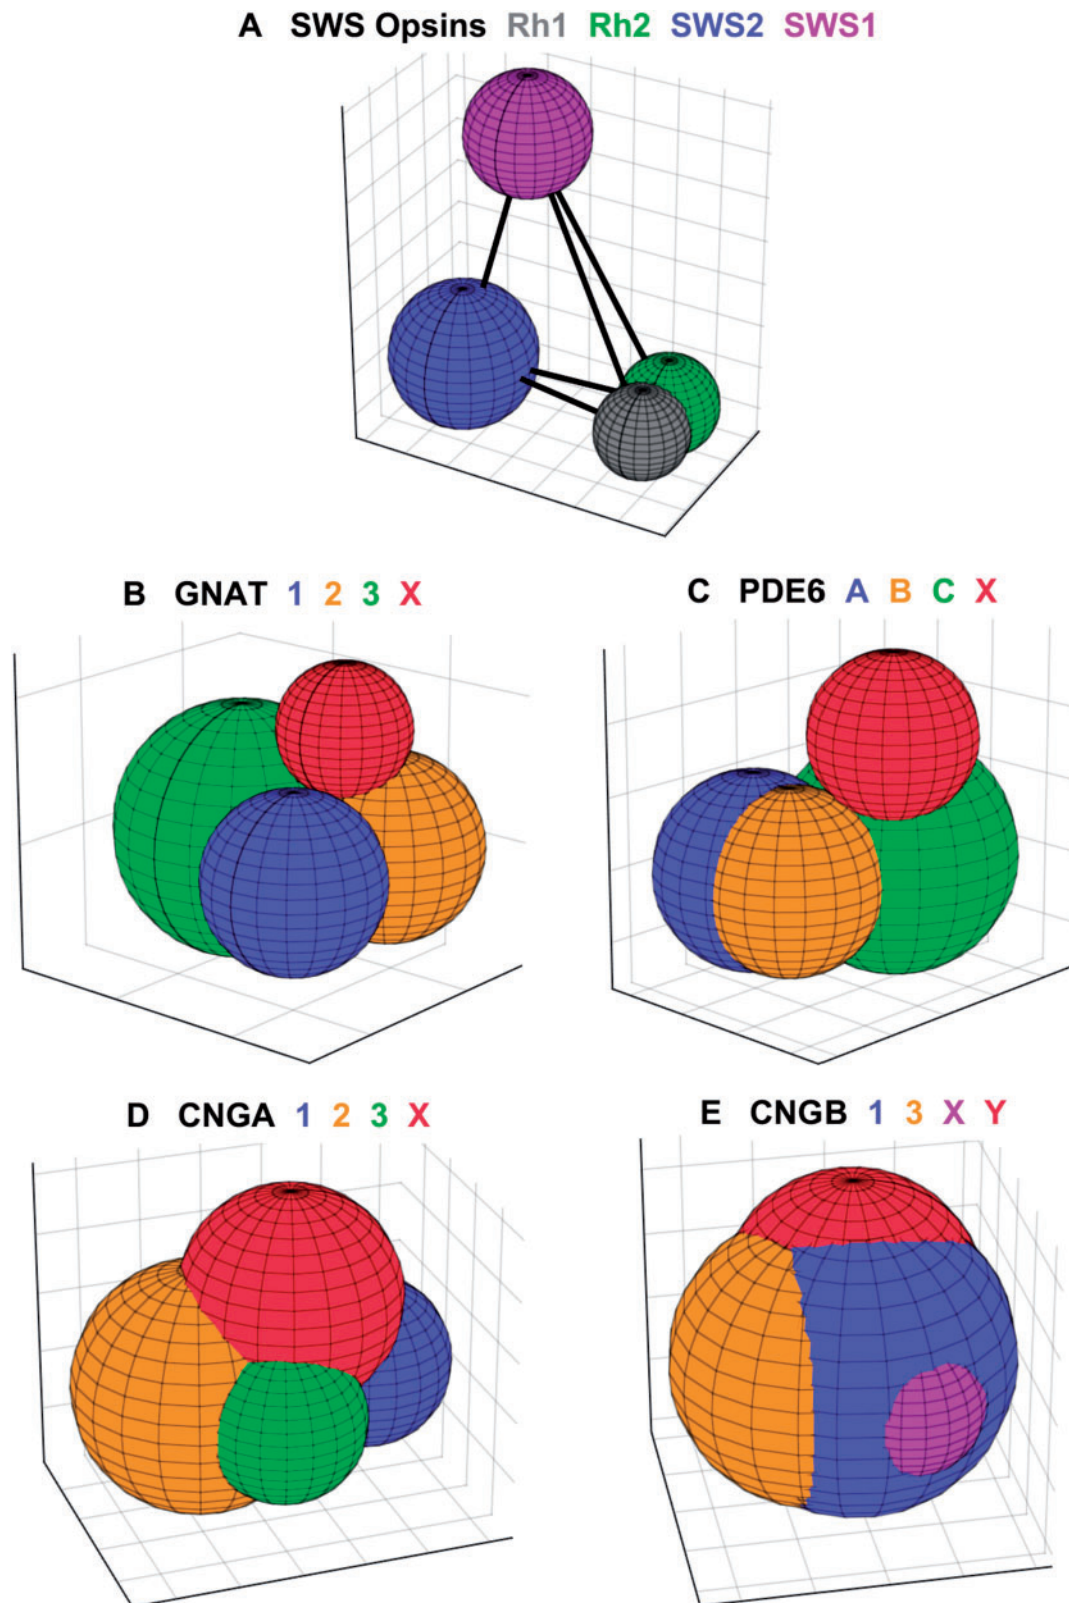 A SWS Opsins Rh1 Rh2 SWS2 SWS1
B GNAT 1 2 3 X
C PDE6 A B C X
D CNGA 1 2 3 X
E CNGB 1 3 X Y